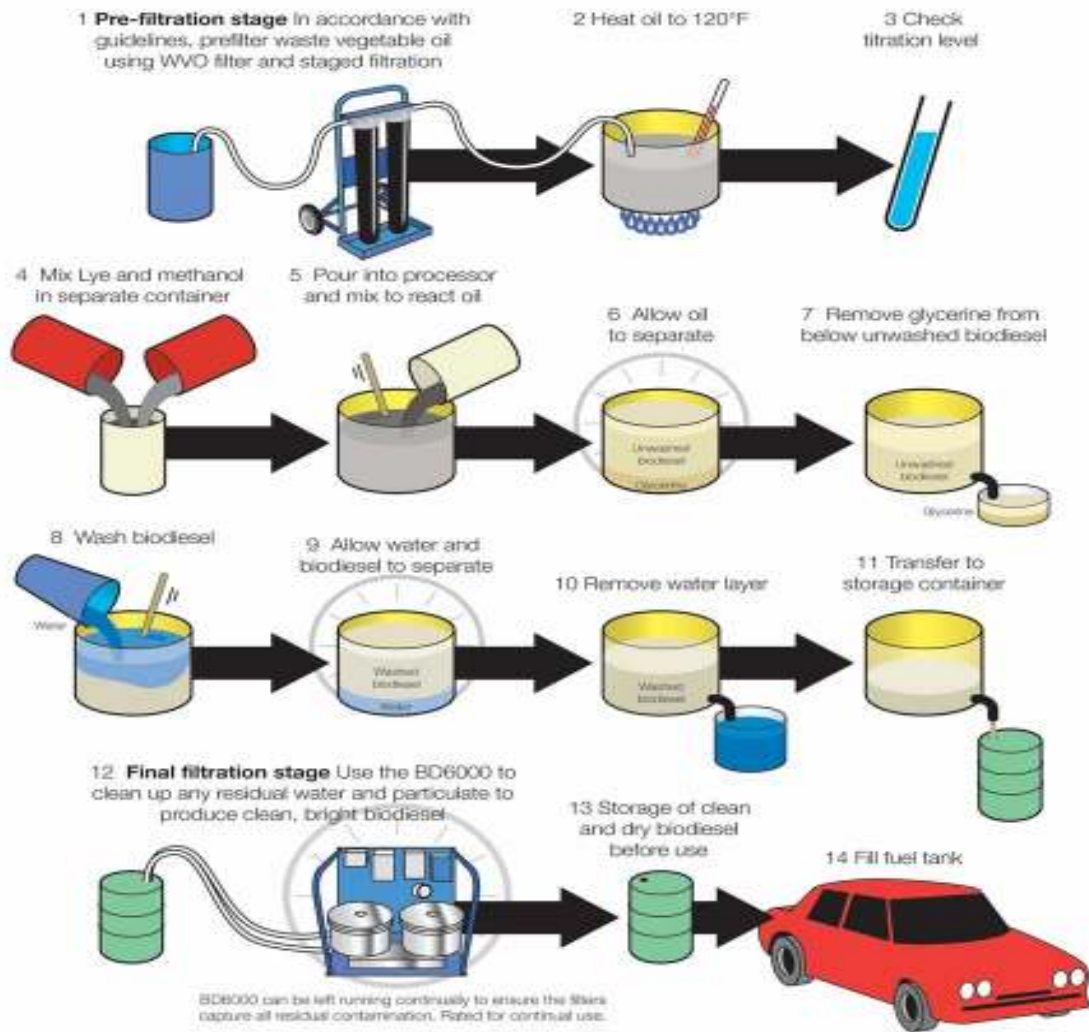 1 Pre-filtration stage In accordance with
guidelines, prefilter waste vegetable oil
using WVO filter and staged filtration
2 Heat oil to 120°F
3 Check
titration level
4 Mix Lye and methanol
in separate container
5 Pour into processor
and mix to react oil
6 Allow oil
to separate
Unwashed
biodiesel
Glycerine
7 Remove glycerine from
below unwashed biodiesel
Unwashed
biodiesel
Glycerine
8 Wash biodiesel
Water
9 Allow water and
biodiesel to separate
Washed
biodiesel
Water
10 Remove water layer
Washed
biodiesel
11 Transfer to
storage container
12 Final filtration stage Use the BD6000 to
clean up any residual water and particulate to
produce clean, bright biodiesel
BD6000 can be left running continually to ensure the filters
capture all residual contamination. Rated for continual use.
13 Storage of clean
and dry biodiesel
before use
14 Fill fuel tank